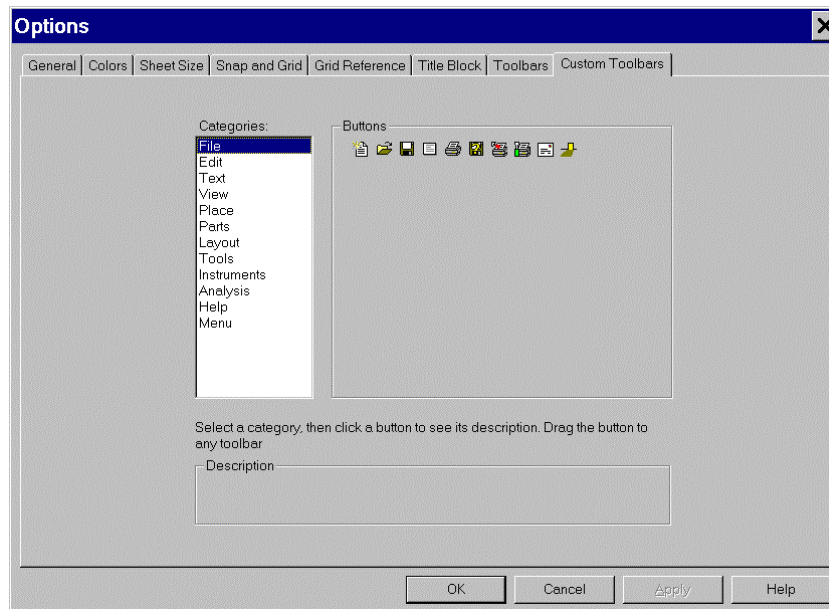 Options
General Colors Sheet Size Snap and Grid Grid Reference Title Block Toolbars Custom Toolbars
Categories:
Buttons
File
Edit
Text
View
Place
Parts
Layout
Tools
Instruments
Analysis
Help
Menu
Select a category, then click a button to see its description. Drag the button to
any toolbar
Description
OK Cancel Apply Help